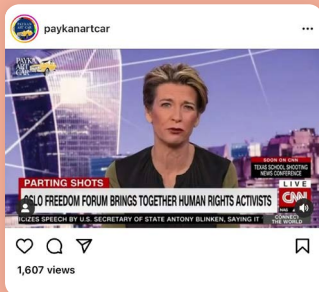 paykanartcar
PAYKAN
ART
CAR
SOON ON CNN
TEXAS SCHOOL SHOOTING
NEWS CONFERENCE
PARTING SHOTS
LIVE
OSLO FREEDOM FORUM BRINGS TOGETHER HUMAN RIGHTS ACTIVISTS
CNN
ICIZES SPEECH BY U.S. SECRETARY OF STATE ANTONY BLINKEN, SAYING IT
CONNECT
THE WORLD
1,607 views